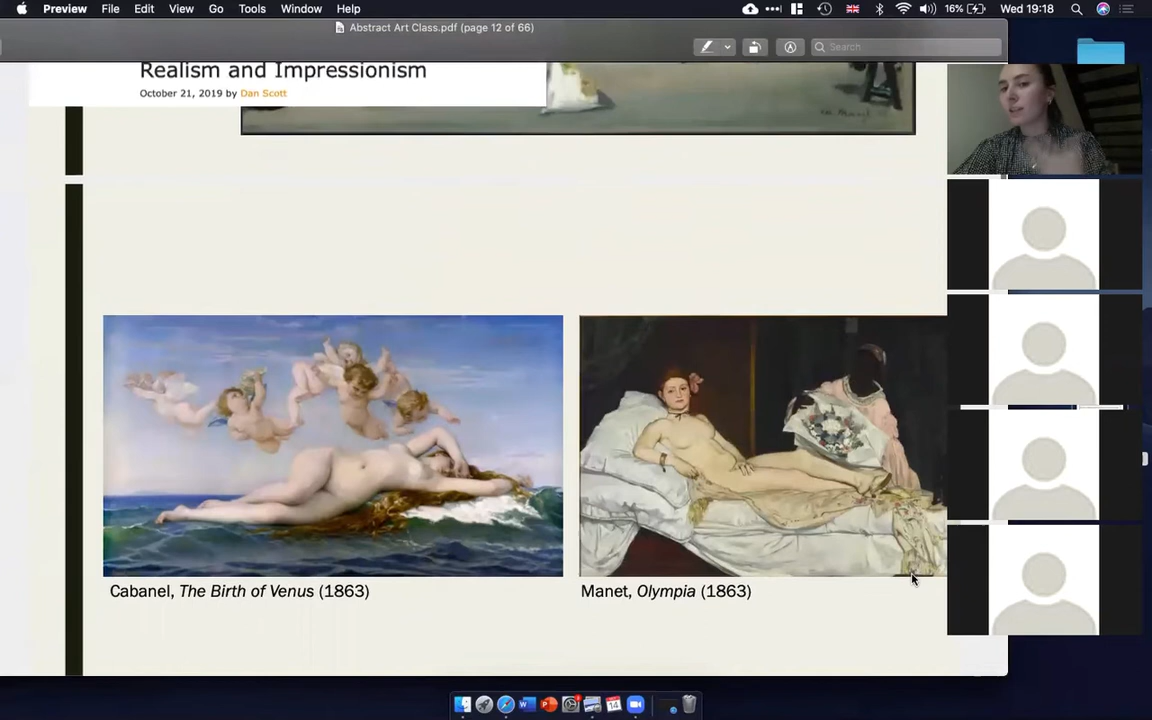 Preview File Edit View Go Tools Window Help 16% Wed 19:18
Abstract Art Class.pdf (page 12 of 66)
Search
Realism and Impressionism
October 21, 2019 by Dan Scott
Cabanel, The Birth of Venus (1863)
Manet, Olympia (1863)